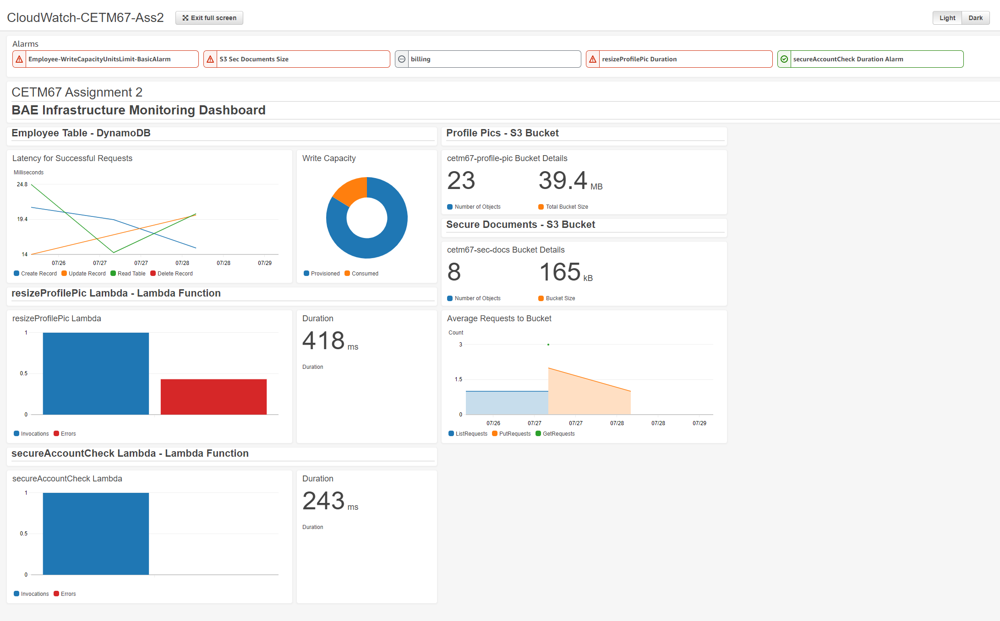 CloudWatch-CETM67-Ass2
Exit full screen
Light
Dark
Alarms
Employee-WriteCapacityUnitsLimit-BasicAlarm
S3 Sec Documents Size
billing
resizeProfilePic Duration
secureAccountCheck Duration Alarm
CETM67 Assignment 2
BAE Infrastructure Monitoring Dashboard
Employee Table - DynamoDB
Latency for Successful Requests
Milliseconds
24.8
19.4
14
07/26 07/27 07/27 07/28 07/28 07/29
Create Record Update Record Read Table Delete Record
Write Capacity
Provisioned Consumed
Profile Pics - S3 Bucket
cetm67-profile-pic Bucket Details
23 39.4 MB
Number of Objects Total Bucket Size
Secure Documents - S3 Bucket
cetm67-sec-docs Bucket Details
8 165 kB
Number of Objects Bucket Size
resizeProfilePic Lambda - Lambda Function
resizeProfilePic Lambda
1
0.5
0
Invocations Errors
Duration
418 ms
Duration
Average Requests to Bucket
Count
3
1.5
0
07/26 07/27 07/27 07/28 07/28 07/29
ListRequests PutRequests GetRequests
secureAccountCheck Lambda - Lambda Function
secureAccountCheck Lambda
1
0.5
0
Invocations Errors
Duration
243 ms
Duration